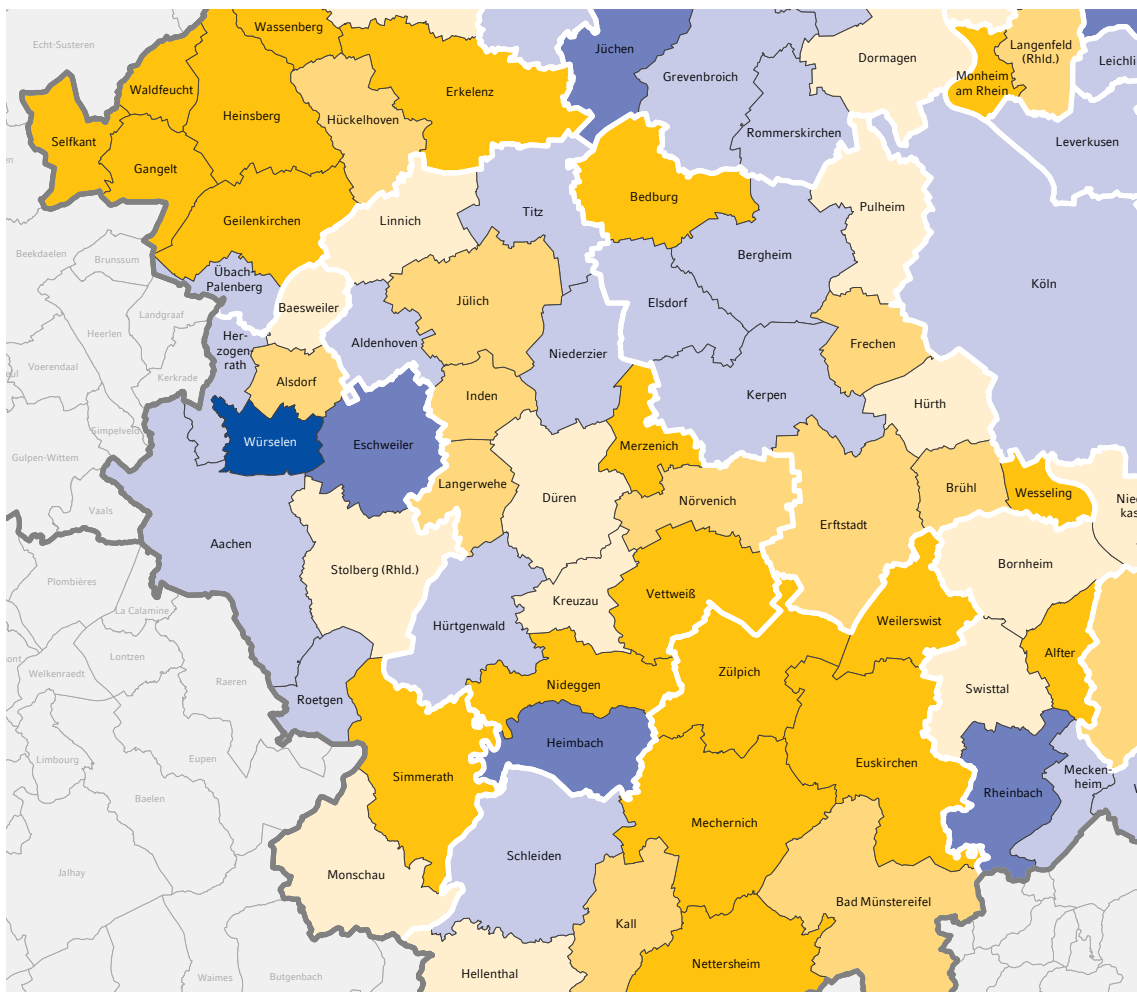 Wassenberg
Echt-Susteren
Jüchen
Langenfeld
(Rhld.)
Dormagen
Leichli
Grevenbroich
Monheim
am Rhein
Waldfeucht
Erkelenz
Heinsberg
Hückelhoven
Rommerskirchen
Selfkant
Leverkusen
Gangelt
Bedburg
Pulheim
Titz
Linnich
Geilenkirchen
Beekdaelen
Brunssum
Bergheim
Übach-
Palenberg
Köln
Jülich
Elsdorf
Baesweiler
Landgraaf
Heerlen
Her-
zogen-
rath
Aldenhoven
Frechen
Niederzier
Voerendaal
Kerkrade
Alsdorf
Inden
Kerpen
Hürth
Simpelveld
Würselen
Eschweiler
Merzenich
Gulpen-Wittem
Langerwehe
Düren
Nörvenich
Brühl
Wesseling
Nied
kas
Vaals
Erftstadt
Aachen
Stolberg (Rhld.)
Bornheim
Plombières
Kreuzau
Vettweiß
La Calamine
Hürtgenwald
Weilerswist
Lontzen
Alfter
ont
Welkenraedt
Raeren
Zülpich
Nideggen
Swisttal
Roetgen
Heimbach
Limbourg
Eupen
Euskirchen
Simmerath
Mecken-
heim
Rheinbach
Baelen
Mechernich
Schleiden
Jalhay
Monschau
Bad Münstereifel
Kall
Nettersheim
Hellenthal
Waimes
Butgenbach